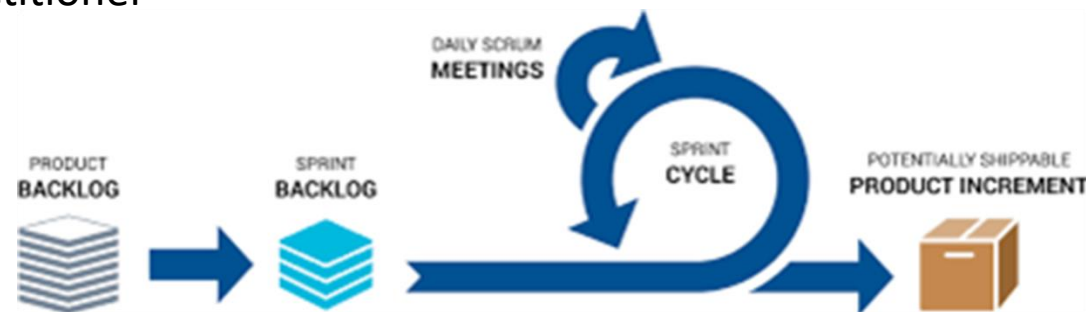 DAILY SCRUM
MEETINGS
PRODUCT
BACKLOG
SPRINT
BACKLOG
SPRINT
CYCLE
POTENTIALLY SHIPPABLE
PRODUCT INCREMENT